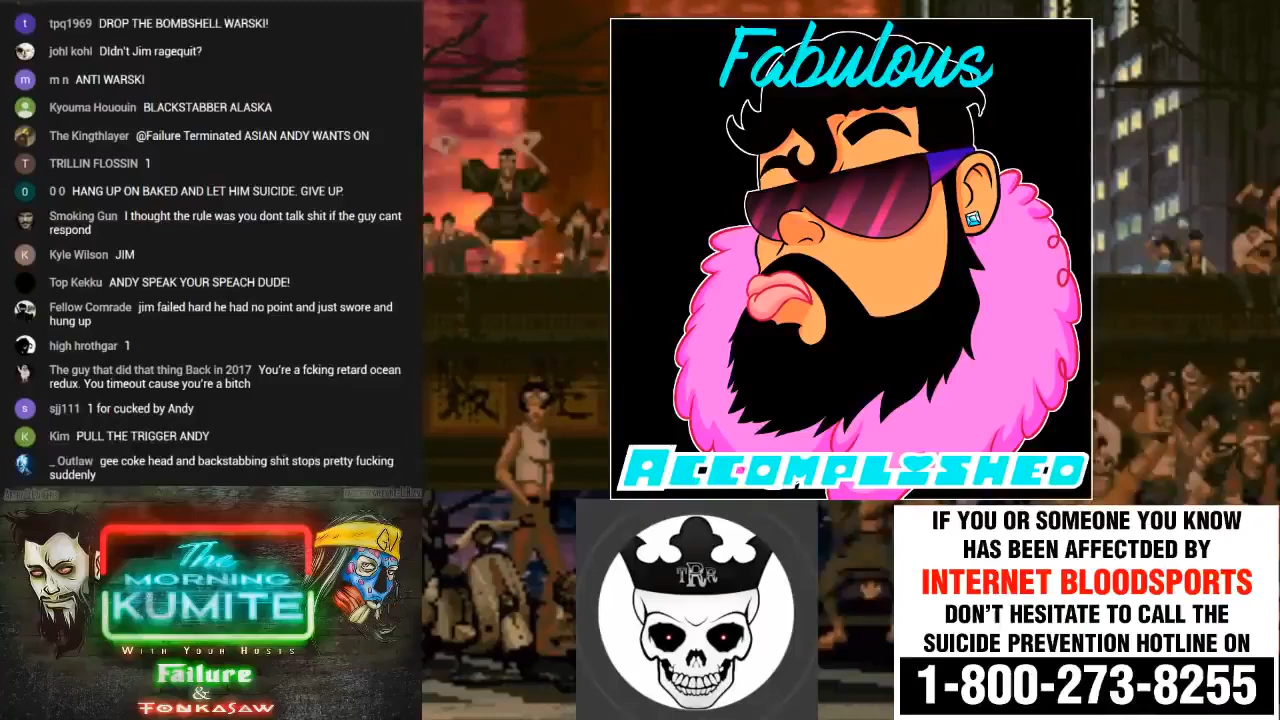 t tpq1969 DROP THE BOMBSHELL WARSKI!
johl kohl DIdn't Jim ragequit?
m m n ANTI WARSKI
Kyouma Hououin BLACKSTABBER ALASKA
The Kingthlayer @Failure Terminated ASIAN ANDY WANTS ON
T TRILLIN FLOSSIN 1
0 0 0 HANG UP ON BAKED AND LET HIM SUICIDE. GIVE UP.
Smoking Gun I thought the rule was you dont talk shit if the guy cant
respond
K Kyle Wilson JIM
Top Kekku ANDY SPEAK YOUR SPEACH DUDE!
Fellow Comrade jim failed hard he had no point and just swore and
hung up
high hrothgar 1
The guy that did that thing Back in 2017 You're a fcking retard ocean
redux. You timeout cause you're a bitch
s sjj111 1 for cucked by Andy
K Kim PULL THE TRIGGER ANDY
_ Outlaw gee coke head and backstabbing shit stops pretty fucking
suddenly
Fabulous
Accomplished
The
MORNING
KUMITE
WITH YOUR HOSTS
Failure
&
TONKASAW
TRR
IF YOU OR SOMEONE YOU KNOW
HAS BEEN AFFECTDED BY
INTERNET BLOODSPORTS
DON'T HESITATE TO CALL THE
SUICIDE PREVENTION HOTLINE ON
1-800-273-8255